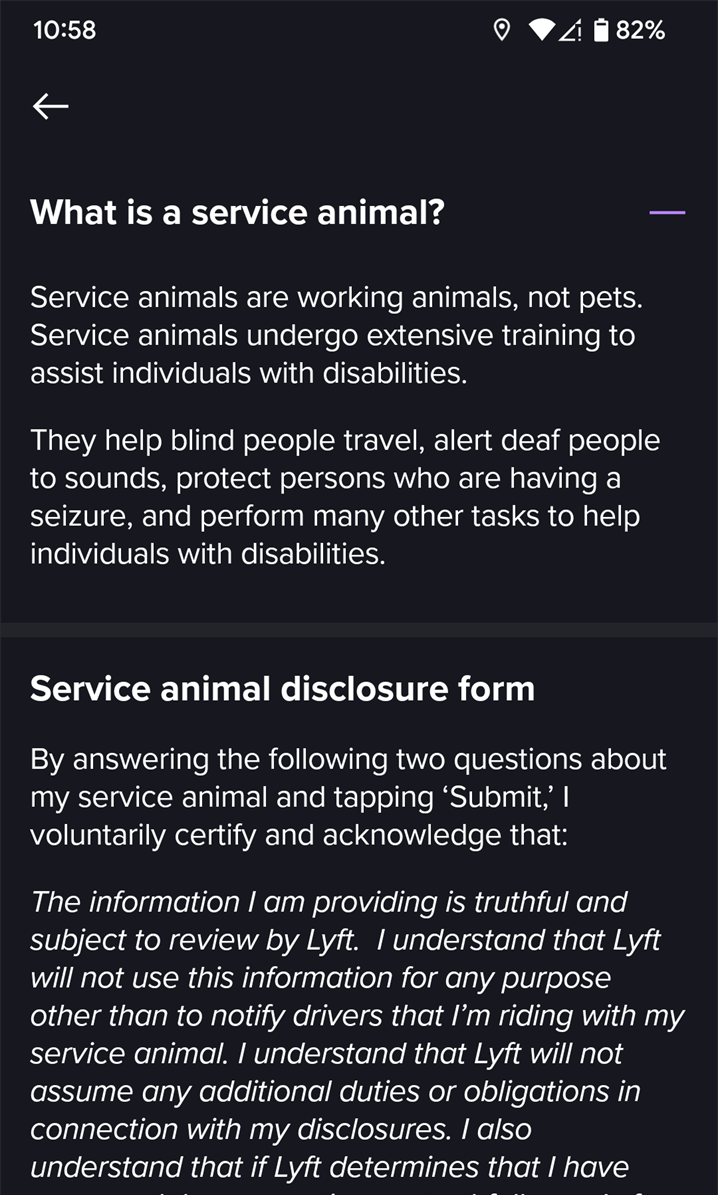 10:58
82%
What is a service animal?
Service animals are working animals, not pets.
Service animals undergo extensive training to
assist individuals with disabilities.
They help blind people travel, alert deaf people
to sounds, protect persons who are having a
seizure, and perform many other tasks to help
individuals with disabilities.
Service animal disclosure form
By answering the following two questions about
my service animal and tapping ‘Submit,’ I
voluntarily certify and acknowledge that:
The information I am providing is truthful and
subject to review by Lyft.  I understand that Lyft
will not use this information for any purpose
other than to notify drivers that I’m riding with my
service animal. I understand that Lyft will not
assume any additional duties or obligations in
connection with my disclosures. I also
understand that if Lyft determines that I have